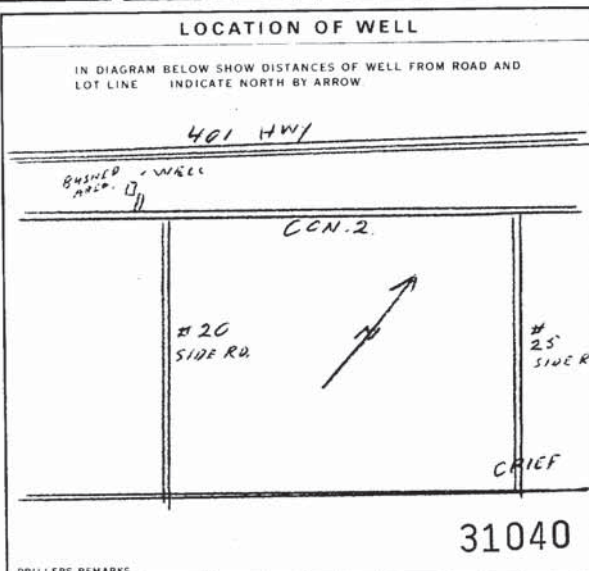 LOCATION OF WELL
IN DIAGRAM BELOW SHOW DISTANCES OF WELL FROM ROAD AND
LOT LINE INDICATE NORTH BY ARROW
401 HWY
BUSHED
AREA.
WELL
CON. 2.
# 20
SIDE RD.
N
#
25
SIDE R
CRIEF
31040
DRILLERS REMARKS